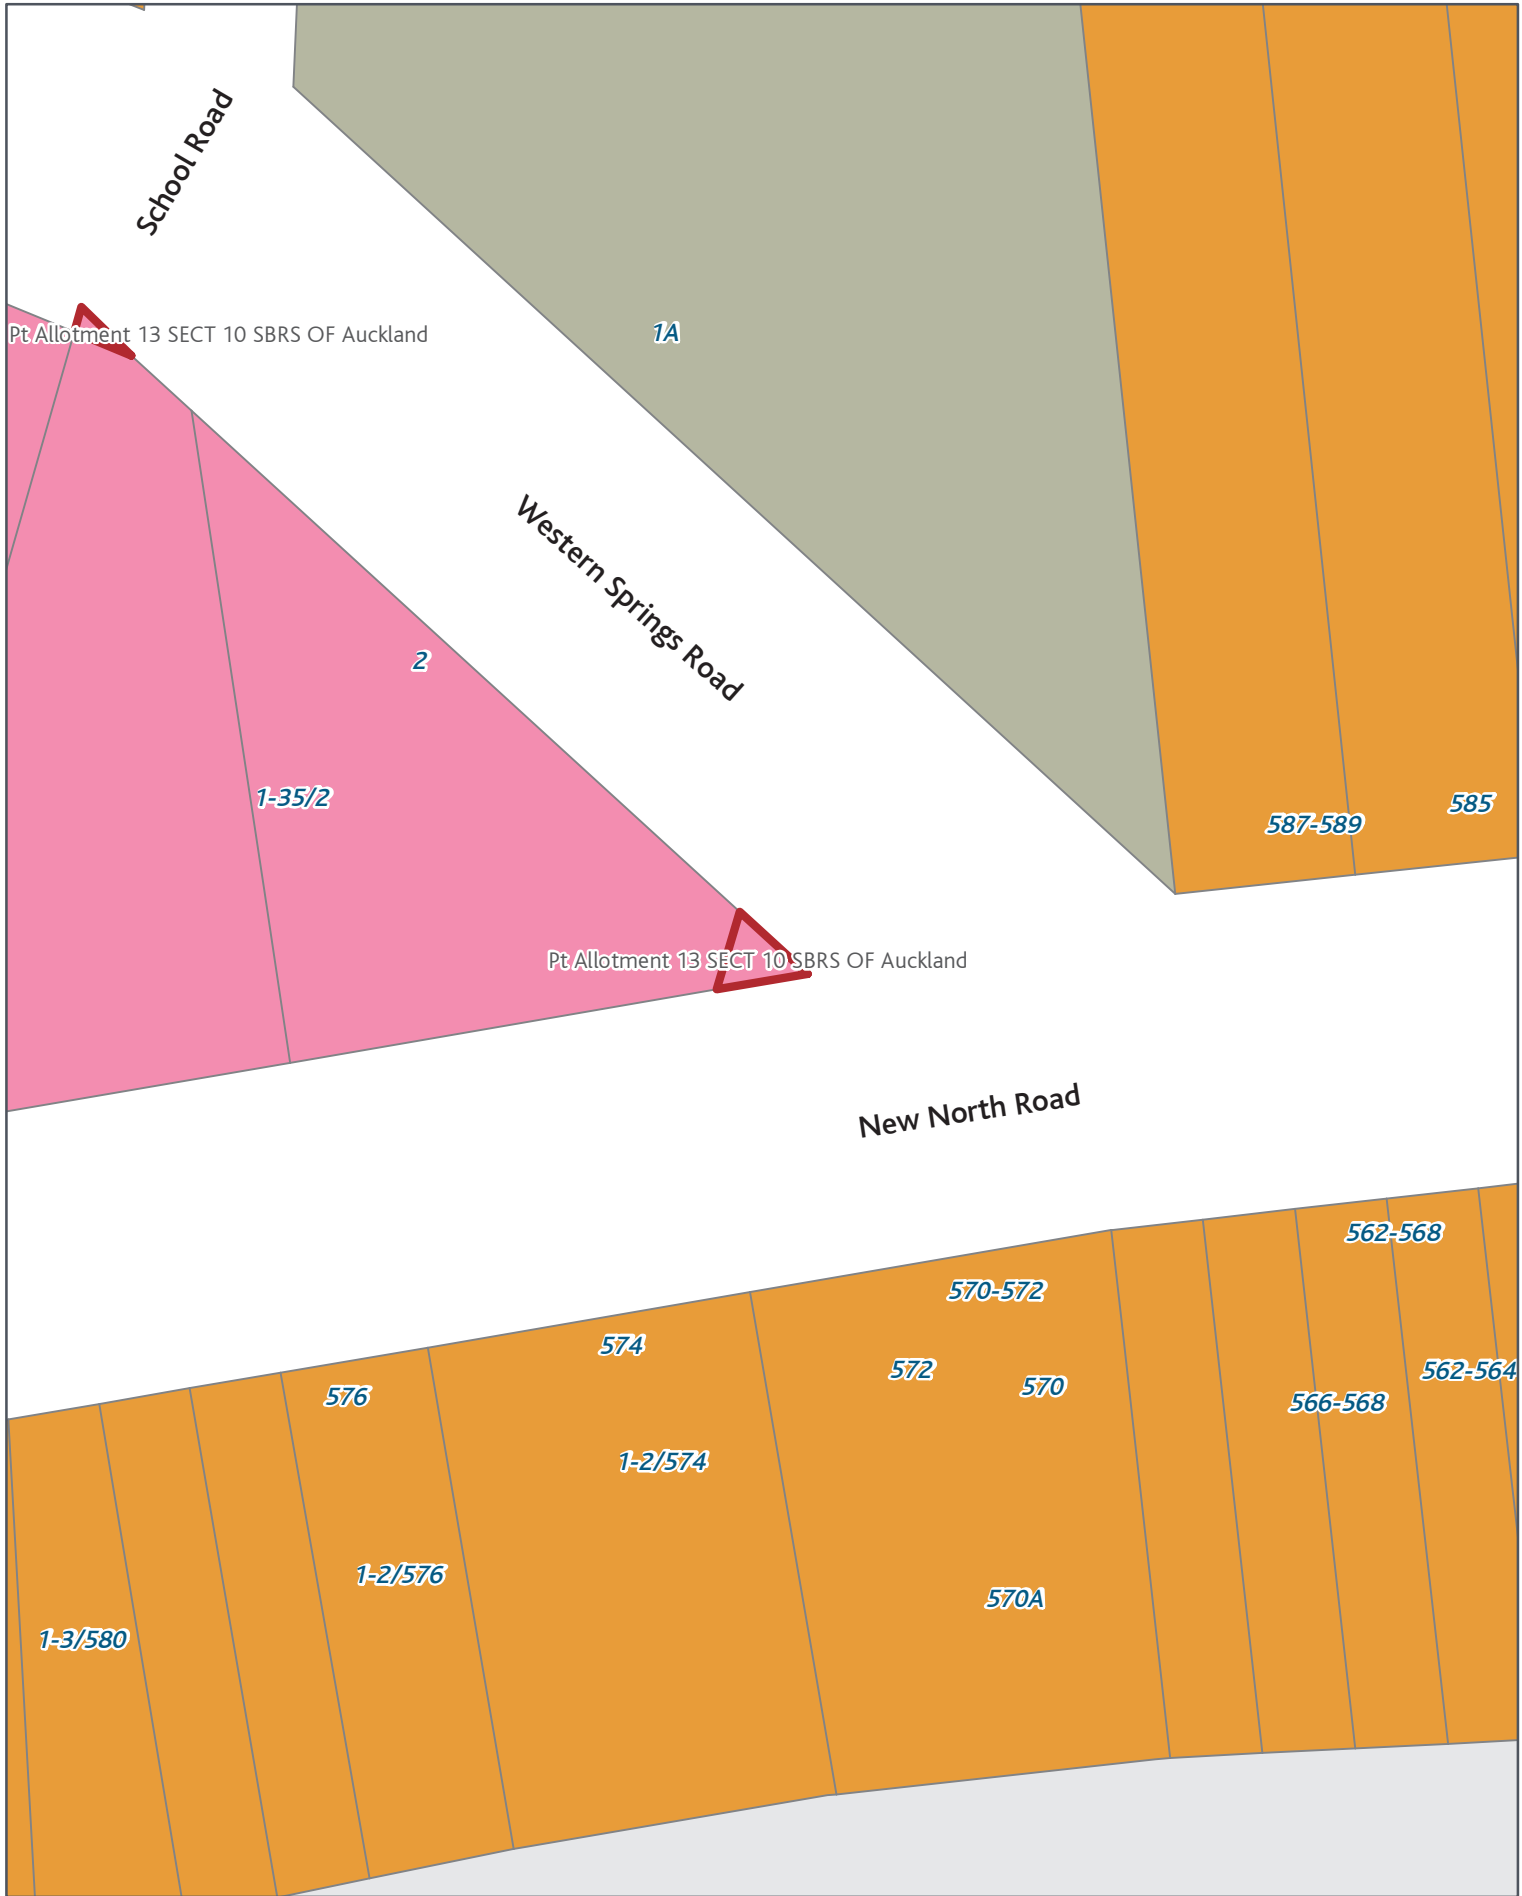 School Road
Pt Allotment 13 SECT 10 SBRS OF Auckland
1A
Western Springs Road
2
1-35/2
587-589
585
Pt Allotment 13 SECT 10 SBRS OF Auckland
New North Road
562-568
570-572
574
572
570
562-564
576
566-568
1-2/574
1-2/576
570A
1-3/580